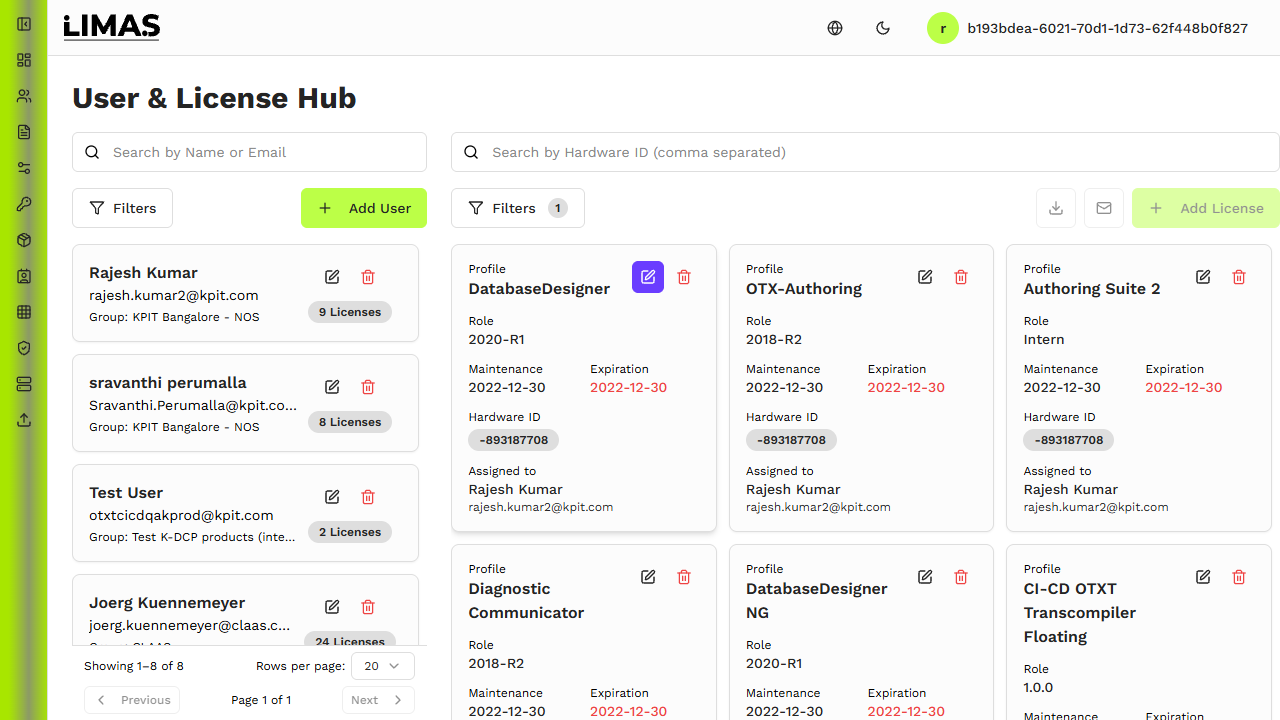 LIMAS
r
b193bdea-6021-70d1-1d73-62f448b0f827
User & License Hub
Search by Name or Email
Search by Hardware ID (comma separated)
Filters
Add User
Filters 1
Add License
Rajesh Kumar
rajesh.kumar2@kpit.com
Group: KPIT Bangalore - NOS
9 Licenses
sravanthi perumalla
Sravanthi.Perumalla@kpit.co...
Group: KPIT Bangalore - NOS
8 Licenses
Test User
otxtcicdqakprod@kpit.com
Group: Test K-DCP products (inte...
2 Licenses
Joerg Kuennemeyer
joerg.kuennemeyer@claas.c...
24 Licenses
Showing 1–8 of 8
Rows per page: 20
Previous
Page 1 of 1
Next
Profile
DatabaseDesigner
Role
2020-R1
Maintenance
2022-12-30
Expiration
2022-12-30
Hardware ID
-893187708
Assigned to
Rajesh Kumar
rajesh.kumar2@kpit.com
Profile
OTX-Authoring
Role
2018-R2
Maintenance
2022-12-30
Expiration
2022-12-30
Hardware ID
-893187708
Assigned to
Rajesh Kumar
rajesh.kumar2@kpit.com
Profile
Authoring Suite 2
Role
Intern
Maintenance
2022-12-30
Expiration
2022-12-30
Hardware ID
-893187708
Assigned to
Rajesh Kumar
rajesh.kumar2@kpit.com
Profile
Diagnostic
Communicator
Role
2018-R2
Maintenance
2022-12-30
Expiration
2022-12-30
Profile
DatabaseDesigner
NG
Role
2020-R1
Maintenance
2022-12-30
Expiration
2022-12-30
Profile
CI-CD OTXT
Transcompiler
Floating
Role
1.0.0
Maintenance
Expiration